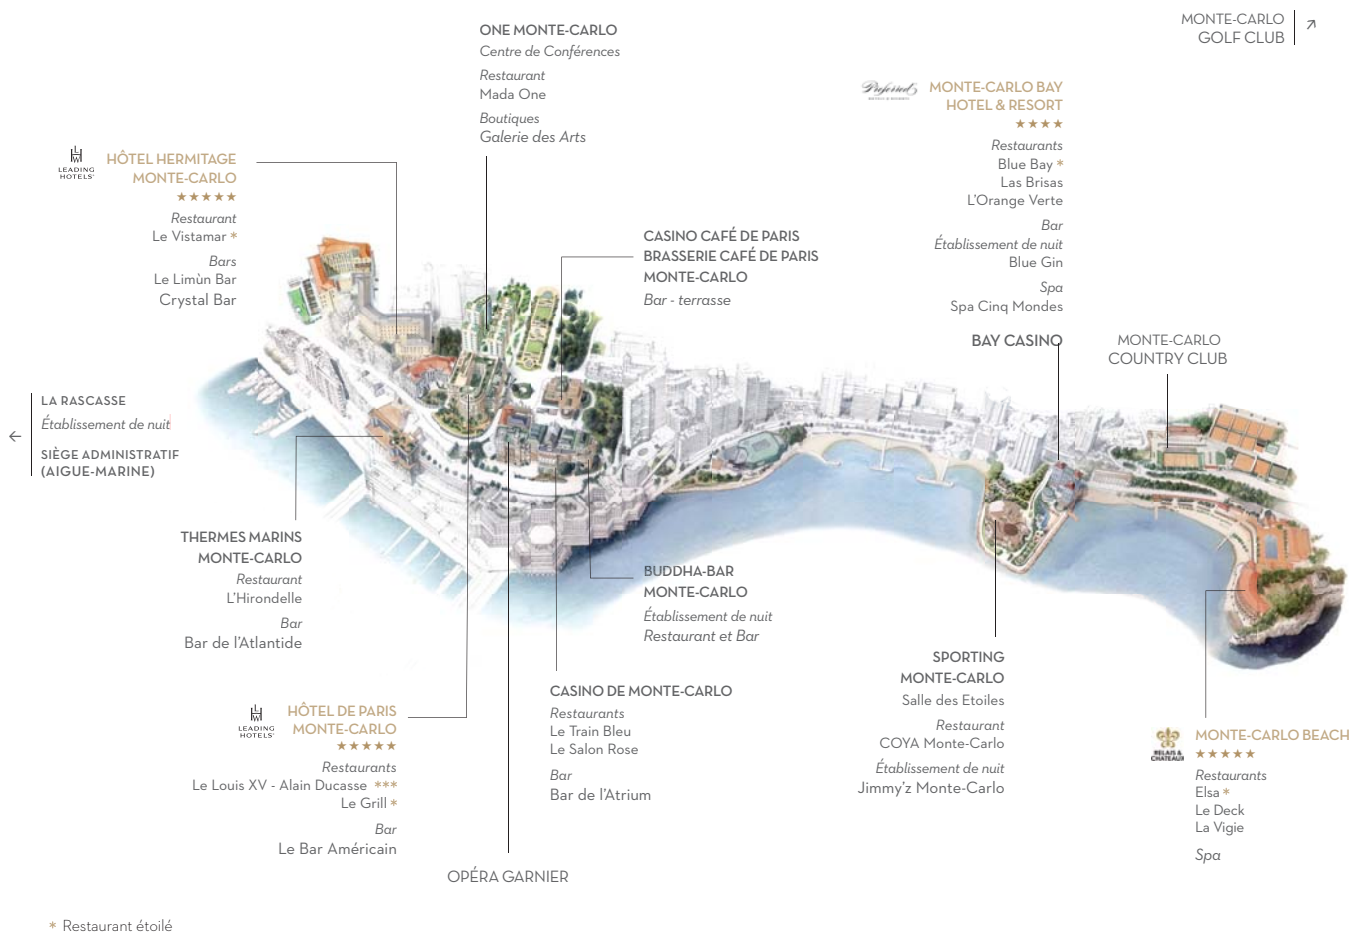 ONE MONTE-CARLO
Centre de Conférences
Restaurant
Mada One
Boutiques
Galerie des Arts
MONTE-CARLO
GOLF CLUB
Preferred
MONTE-CARLO BAY
HOTEL & RESORT
★★★★
Restaurants
Blue Bay *
Las Brisas
L'Orange Verte
Bar
Établissement de nuit
Blue Gin
Spa
Spa Cinq Mondes
BAY CASINO
MONTE-CARLO
COUNTRY CLUB
LEADING
HOTELS
HÔTEL HERMITAGE
MONTE-CARLO
★★★★★
Restaurant
Le Vistamar *
Bars
Le Limùn Bar
Crystal Bar
CASINO CAFÉ DE PARIS
BRASSERIE CAFÉ DE PARIS
MONTE-CARLO
Bar - terrasse
LA RASCASSE
Établissement de nuit
SIÈGE ADMINISTRATIF
(AIGUE-MARINE)
THERMES MARINS
MONTE-CARLO
Restaurant
L'Hirondelle
Bar
Bar de l'Atlantide
BUDDHA-BAR
MONTE-CARLO
Établissement de nuit
Restaurant et Bar
LEADING
HOTELS
HÔTEL DE PARIS
MONTE-CARLO
★★★★★
Restaurants
Le Louis XV - Alain Ducasse ***
Le Grill *
Bar
Le Bar Américain
CASINO DE MONTE-CARLO
Restaurants
Le Train Bleu
Le Salon Rose
Bar
Bar de l'Atrium
OPÉRA GARNIER
SPORTING
MONTE-CARLO
Salle des Etoiles
Restaurant
COYA Monte-Carlo
Établissement de nuit
Jimmy'z Monte-Carlo
RELAIS &
CHATEAUX
MONTE-CARLO BEACH
★★★★★
Restaurants
Elsa *
Le Deck
La Vigie
Spa
* Restaurant étoilé